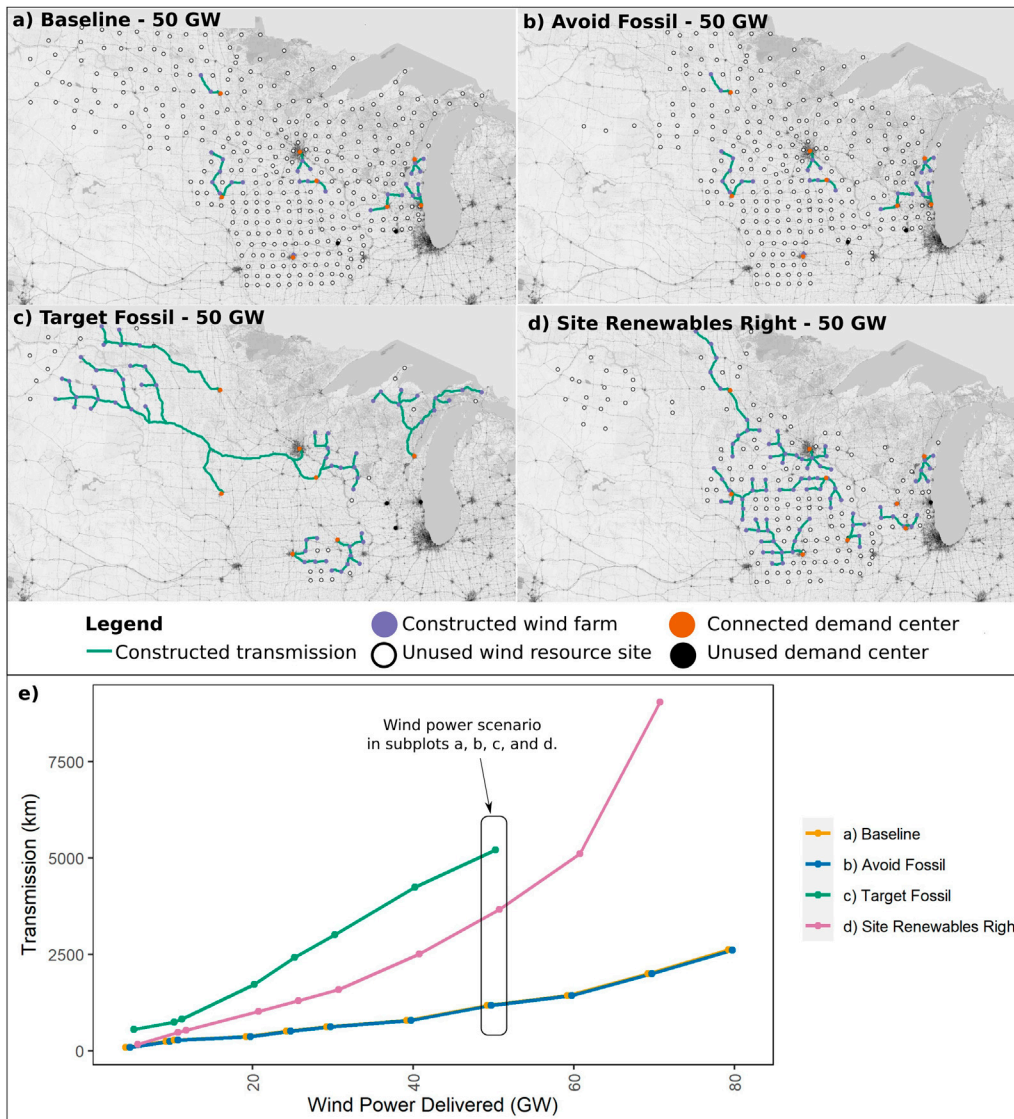 a) Baseline - 50 GW
b) Avoid Fossil - 50 GW
c) Target Fossil - 50 GW
d) Site Renewables Right - 50 GW
Legend
Constructed wind farm
Connected demand center
Constructed transmission
Unused wind resource site
Unused demand center
e)
Wind power scenario
in subplots a, b, c, and d.
Transmission (km)
7500
5000
2500
0
20
40
60
80
Wind Power Delivered (GW)
a) Baseline
b) Avoid Fossil
c) Target Fossil
d) Site Renewables Righ